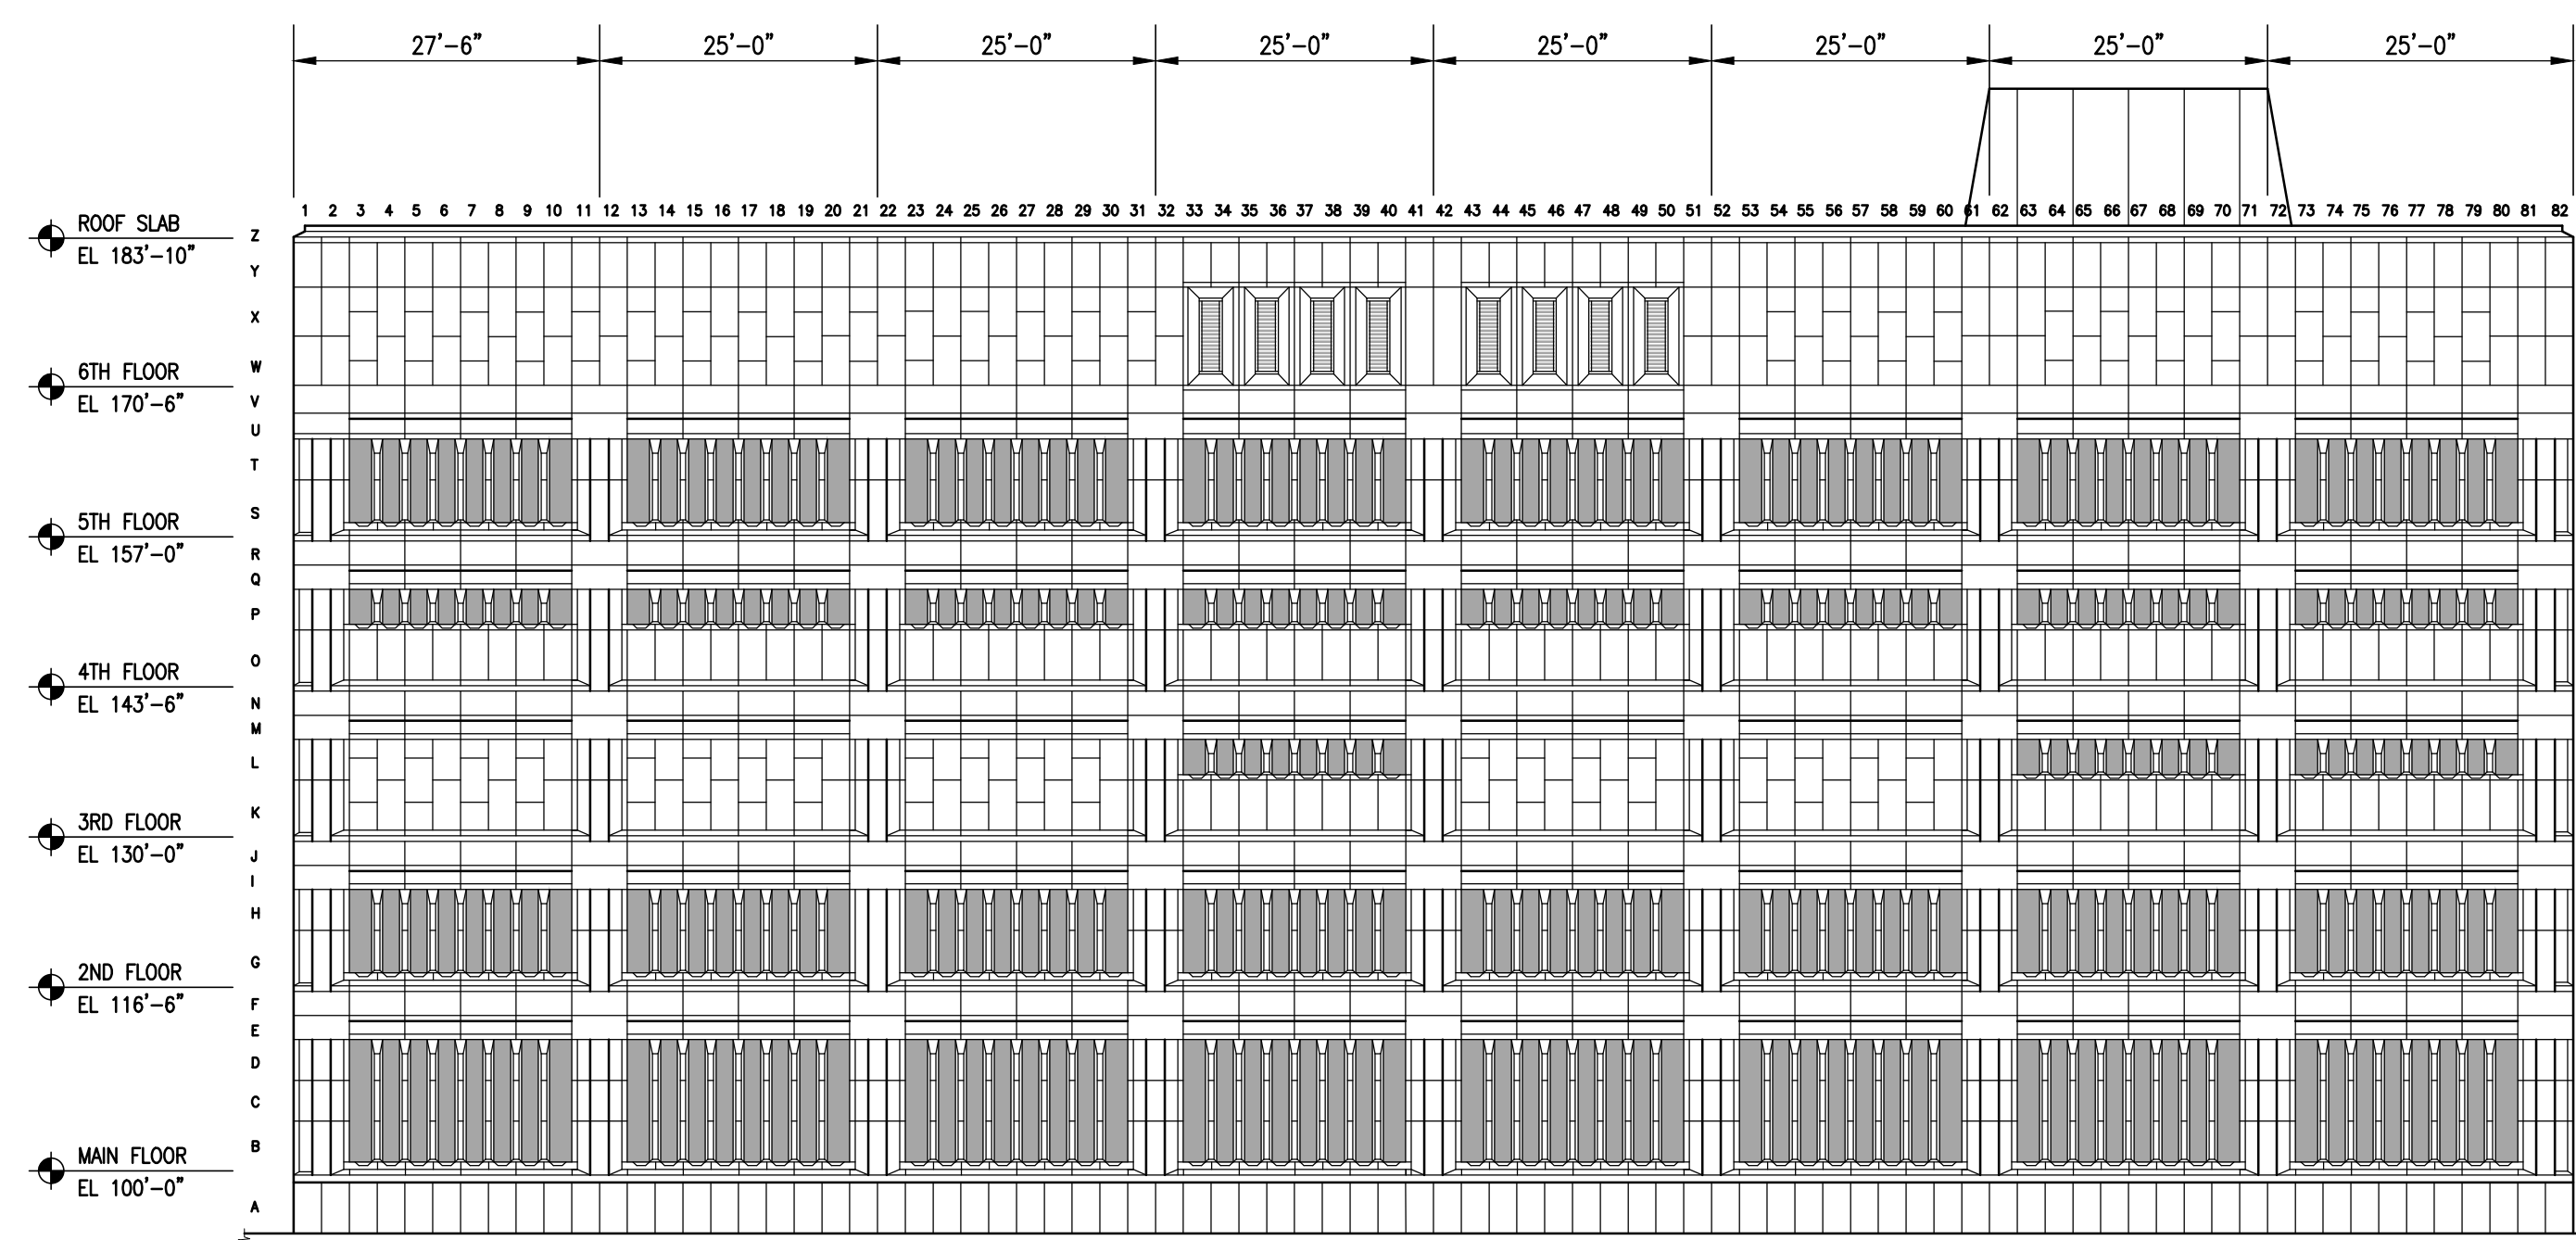 27'-6" 25'-0" 25'-0" 25'-0" 25'-0" 25'-0" 25'-0" 25'-0"
1 2 3 4 5 6 7 8 9 10 11 12 13 14 15 16 17 18 19 20 21 22 23 24 25 26 27 28 29 30 31 32 33 34 35 36 37 38 39 40 41 42 43 44 45 46 47 48 49 50 51 52 53 54 55 56 57 58 59 60 61 62 63 64 65 66 67 68 69 70 71 72 73 74 75 76 77 78 79 80 81 82
ROOF SLAB
EL 183'-10"
Z
Y
X
W
6TH FLOOR
EL 170'-6"
V
U
T
S
5TH FLOOR
EL 157'-0"
R
Q
P
O
4TH FLOOR
EL 143'-6"
N
M
L
K
3RD FLOOR
EL 130'-0"
J
I
H
G
2ND FLOOR
EL 116'-6"
F
E
D
C
B
MAIN FLOOR
EL 100'-0"
A